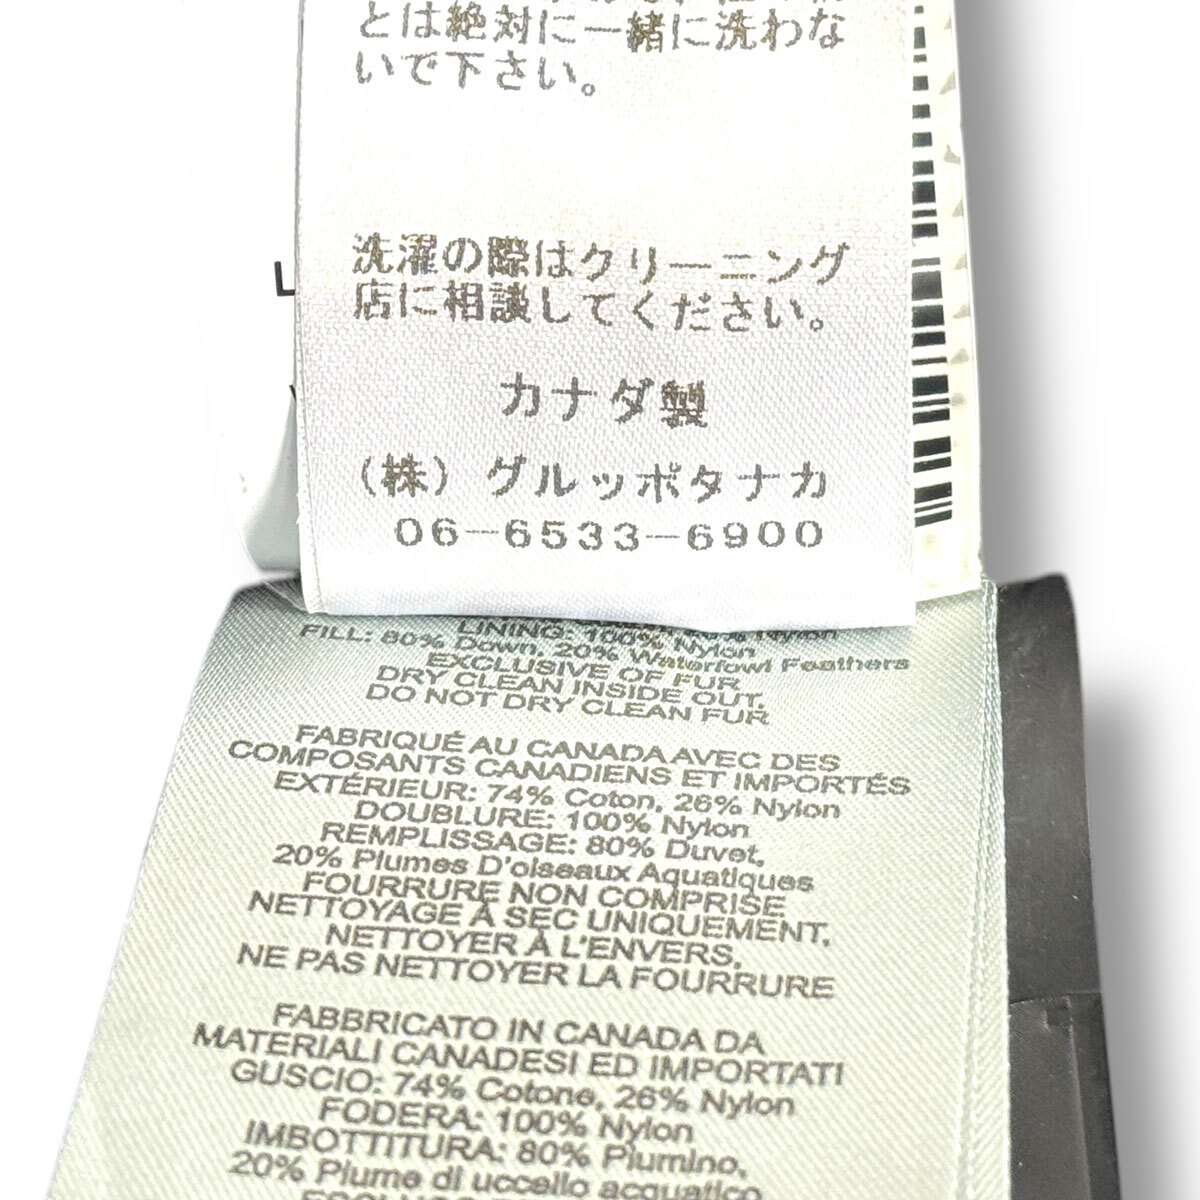 とは絶対に一緒に洗わな
いで下さい。
洗濯の際はクリーニング
店に相談してください。
カナダ製
(株) グルッポタナカ
06-6533-6900
L
LINING: 100% Nylon
FILL: 80% Down, 20% Waterfowl Feathers
EXCLUSIVE OF FUR
DRY CLEAN INSIDE OUT.
DO NOT DRY CLEAN FUR
FABRIQUÉ AU CANADA AVEC DES
COMPOSANTS CANADIENS ET IMPORTÉS
EXTÉRIEUR: 74% Coton, 26% Nylon
DOUBLURE: 100% Nylon
REMPLISSAGE: 80% Duvet,
20% Plumes D'oiseaux Aquatiques
FOURRURE NON COMPRISE
NETTOYAGE À SEC UNIQUEMENT.
NETTOYER À L'ENVERS.
NE PAS NETTOYER LA FOURRURE
FABBRICATO IN CANADA DA
MATERIALI CANADESI ED IMPORTATI
GUSCIO: 74% Cotone, 26% Nylon
FODERA: 100% Nylon
IMBOTTITURA: 80% Piumino,
20% Piume di uccello acquatico